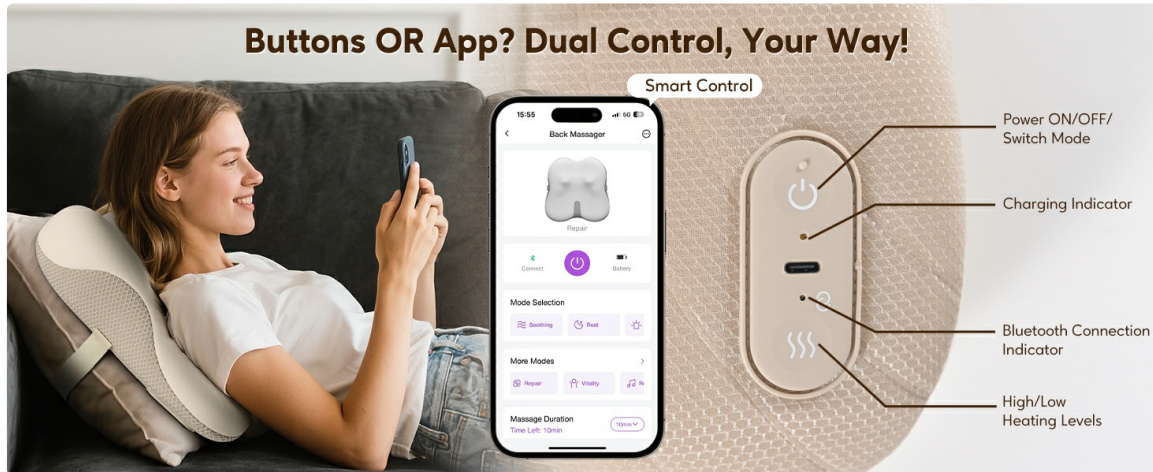 Buttons OR App? Dual Control, Your Way!
Smart Control
15:55
5G
Back Massager
Repair
Connect
Battery
Mode Selection
Soothing
Rest
More Modes
Repair
Vitality
Massage Duration
Time Left: 10min
10min
Power ON/OFF/
Switch Mode
Charging Indicator
Bluetooth Connection
Indicator
High/Low
Heating Levels